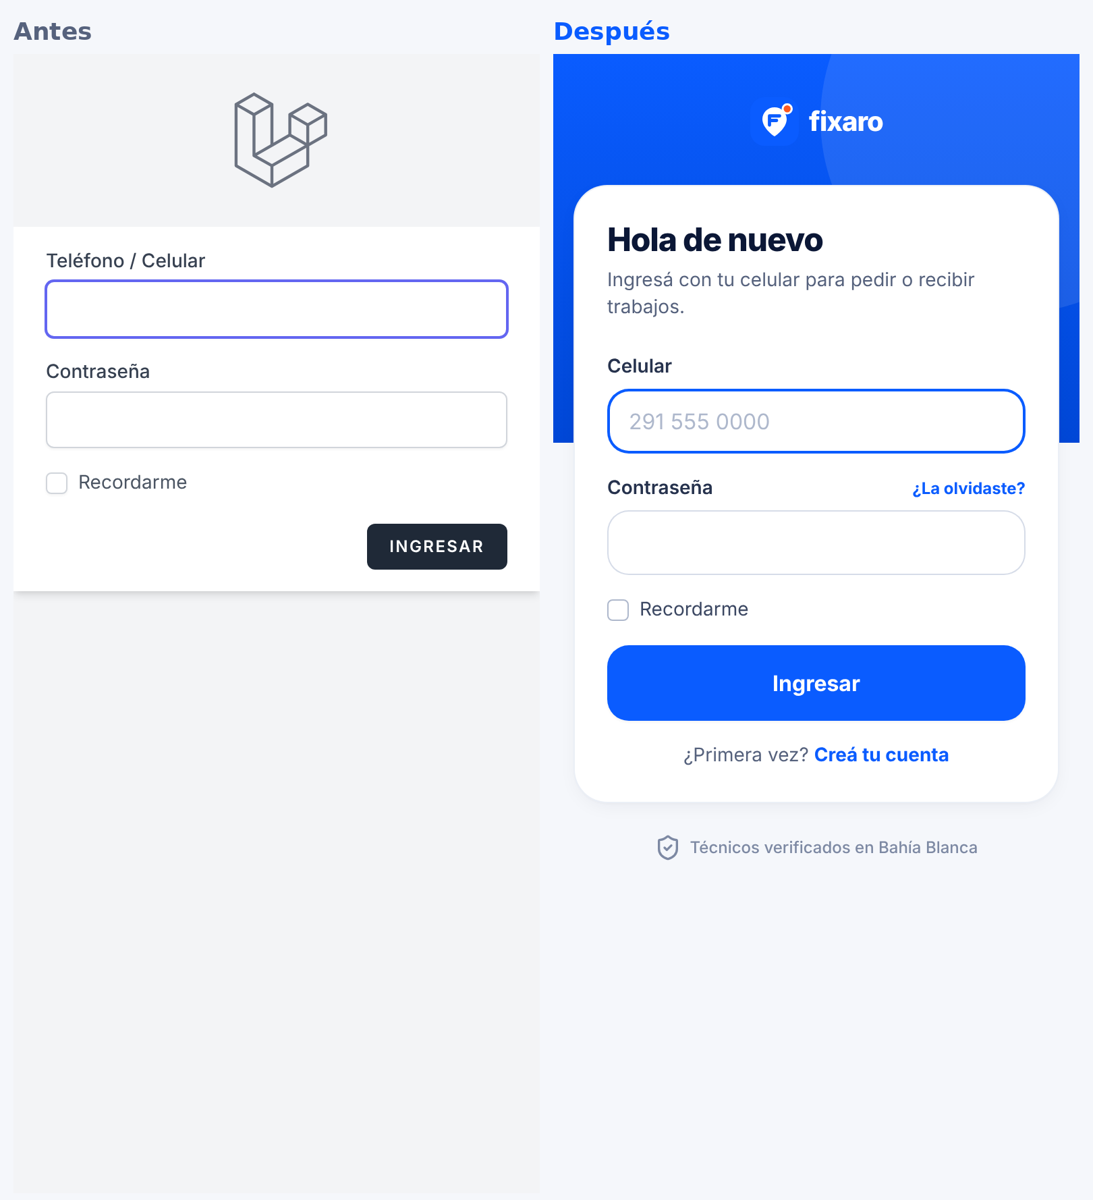 Antes
Teléfono / Celular
Contraseña
Recordarme
INGRESAR
Después
fixaro
Hola de nuevo
Ingresá con tu celular para pedir o recibir
trabajos.
Celular
291 555 0000
Contraseña
¿La olvidaste?
Recordarme
Ingresar
¿Primera vez? Creá tu cuenta
Técnicos verificados en Bahía Blanca